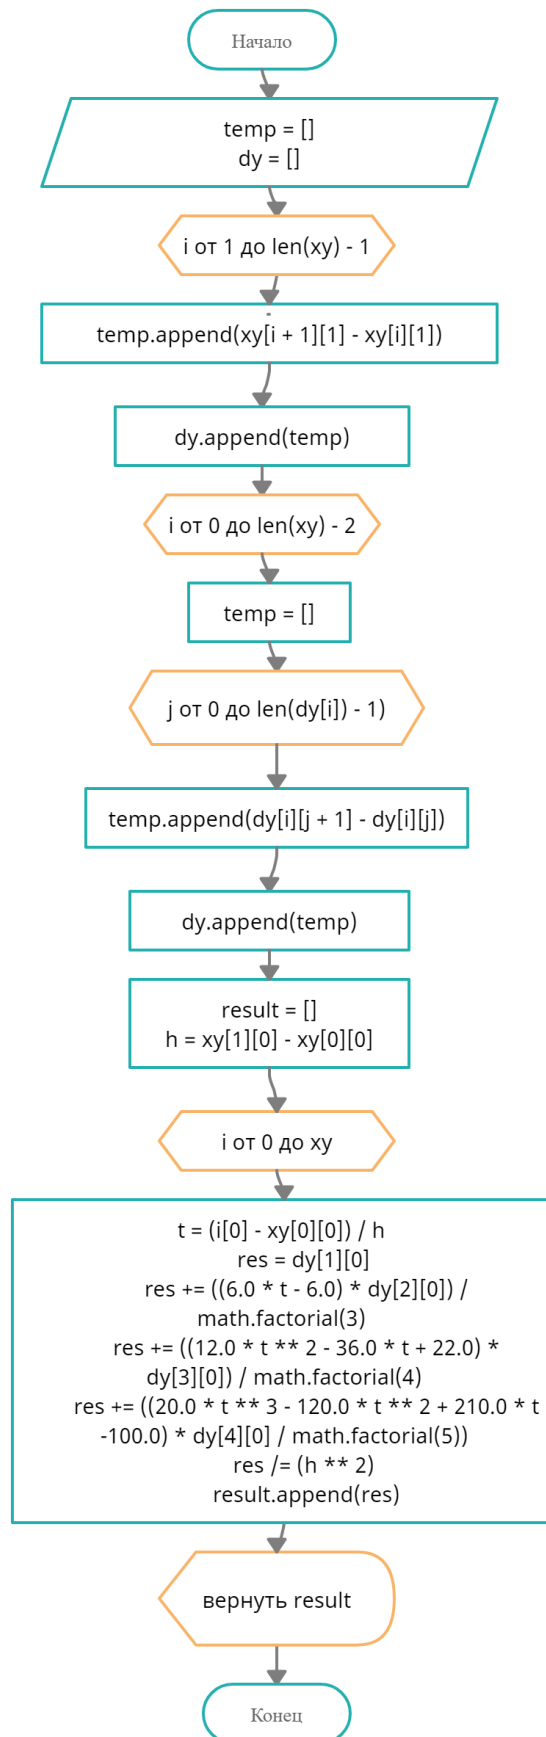 Начало
temp = []
dy = []
i от 1 до len(xy) - 1
temp.append(xy[i + 1][1] - xy[i][1])
dy.append(temp)
i от 0 до len(xy) - 2
temp = []
j от 0 до len(dy[i]) - 1)
temp.append(dy[i][j + 1] - dy[i][j])
dy.append(temp)
result = []
h = xy[1][0] - xy[0][0]
i от 0 до xy
t = (i[0] - xy[0][0]) / h
res = dy[1][0]
res += ((6.0 * t - 6.0) * dy[2][0]) /
math.factorial(3)
res += ((12.0 * t ** 2 - 36.0 * t + 22.0) *
dy[3][0]) / math.factorial(4)
res += ((20.0 * t ** 3 - 120.0 * t ** 2 + 210.0 * t
-100.0) * dy[4][0] / math.factorial(5))
res /= (h ** 2)
result.append(res)
вернуть result
Конец